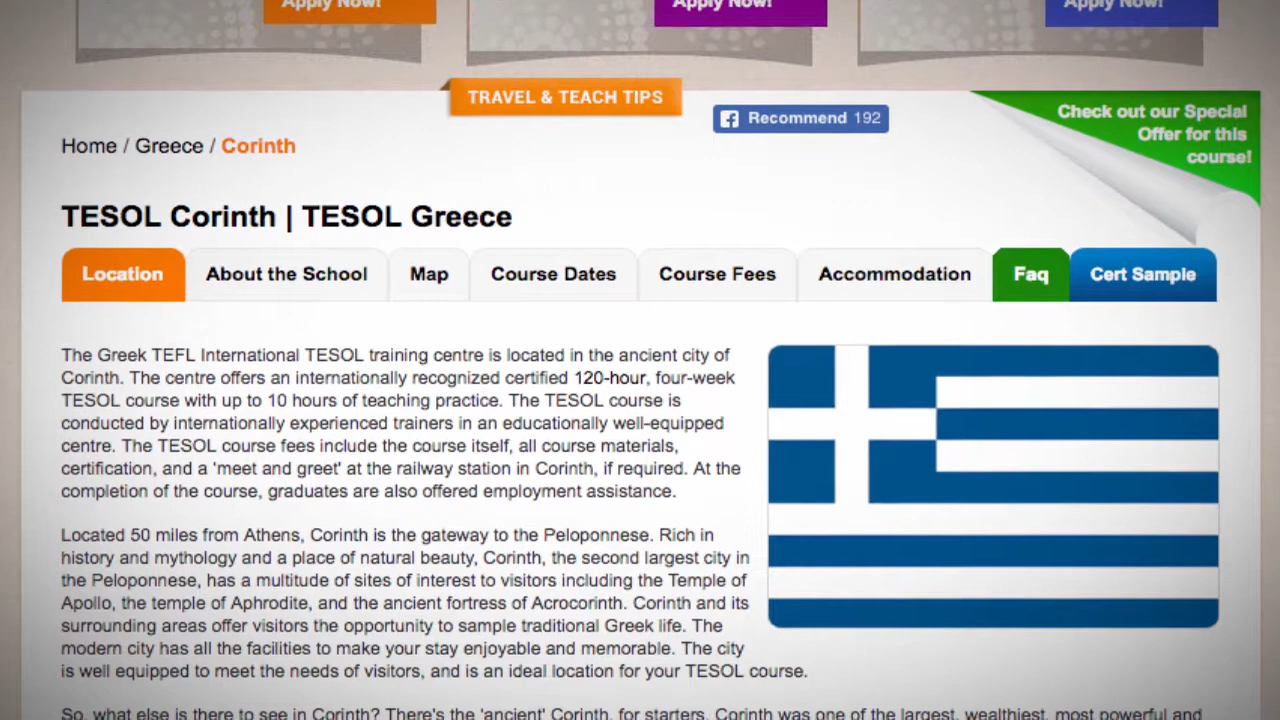 Apply Now!
Apply Now!
Apply Now!
TRAVEL & TEACH TIPS
Recommend 192
Check out our Special
Offer for this
course!
Home / Greece / Corinth
TESOL Corinth | TESOL Greece
Location
About the School
Map
Course Dates
Course Fees
Accommodation
Faq
Cert Sample
The Greek TEFL International TESOL training centre is located in the ancient city of
Corinth. The centre offers an internationally recognized certified 120-hour, four-week
TESOL course with up to 10 hours of teaching practice. The TESOL course is
conducted by internationally experienced trainers in an educationally well-equipped
centre. The TESOL course fees include the course itself, all course materials,
certification, and a 'meet and greet' at the railway station in Corinth, if required. At the
completion of the course, graduates are also offered employment assistance.
Located 50 miles from Athens, Corinth is the gateway to the Peloponnese. Rich in
history and mythology and a place of natural beauty, Corinth, the second largest city in
the Peloponnese, has a multitude of sites of interest to visitors including the Temple of
Apollo, the temple of Aphrodite, and the ancient fortress of Acrocorinth. Corinth and its
surrounding areas offer visitors the opportunity to sample traditional Greek life. The
modern city has all the facilities to make your stay enjoyable and memorable. The city
is well equipped to meet the needs of visitors, and is an ideal location for your TESOL course.
So, what else is there to see in Corinth? There's the 'ancient' Corinth, for starters. Corinth was one of the largest, wealthiest, most powerful and